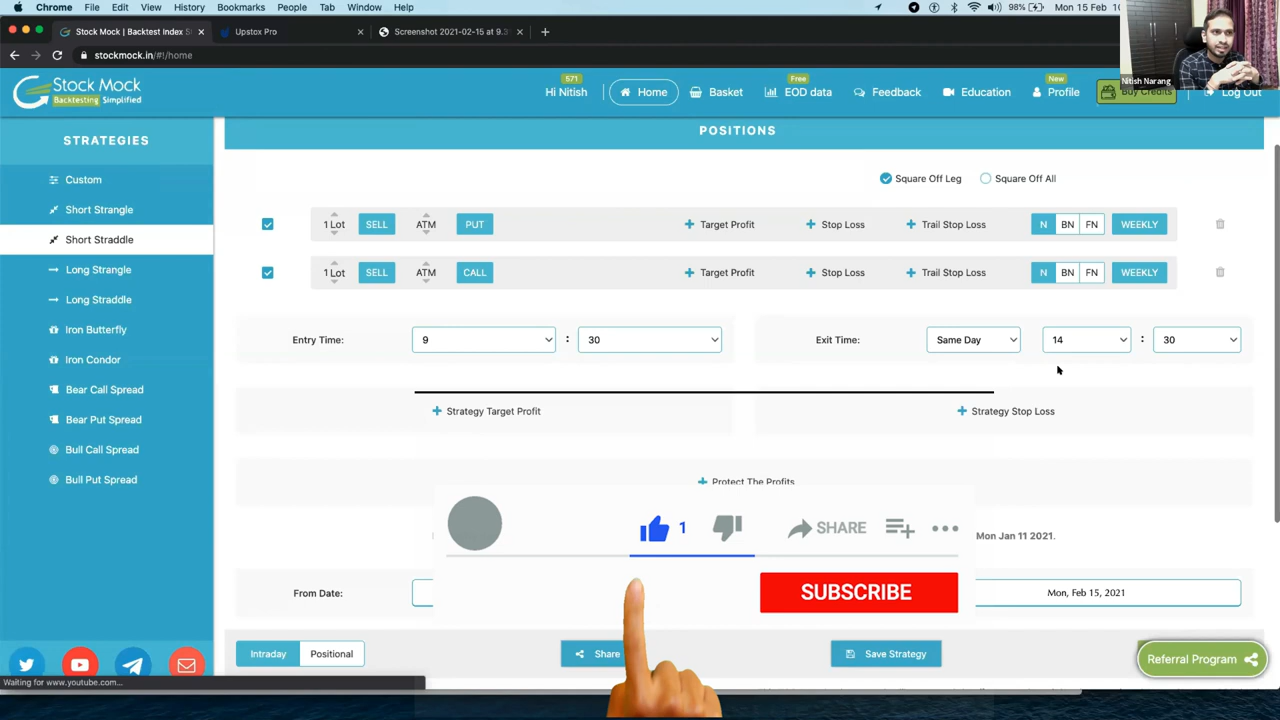 Chrome File Edit View History Bookmarks People Tab Window Help 98% Mon 15 Feb
Stock Mock | Backtest Index S Upstox Pro Screenshot 2021-02-15 at 9.3
stockmock.in/#!/home
Nitish Narang
Stock Mock
Backtesting Simplified
571
Hi Nitish
Home
Basket
Free
EOD data
Feedback
Education
New
Profile
Buy Credits
Log Out
STRATEGIES
Custom
Short Strangle
Short Straddle
Long Strangle
Long Straddle
Iron Butterfly
Iron Condor
Bear Call Spread
Bear Put Spread
Bull Call Spread
Bull Put Spread
POSITIONS
Square Off Leg Square Off All
1 Lot SELL ATM PUT + Target Profit + Stop Loss + Trail Stop Loss N BN FN WEEKLY
1 Lot SELL ATM CALL + Target Profit + Stop Loss + Trail Stop Loss N BN FN WEEKLY
Entry Time: 9 : 30 Exit Time: Same Day 14 : 30
+ Strategy Target Profit + Strategy Stop Loss
+ Protect The Profits
1 SHARE
Mon Jan 11 2021.
SUBSCRIBE
From Date: Mon, Feb 15, 2021
Intraday Positional Share Save Strategy
Referral Program
Waiting for www.youtube.com...